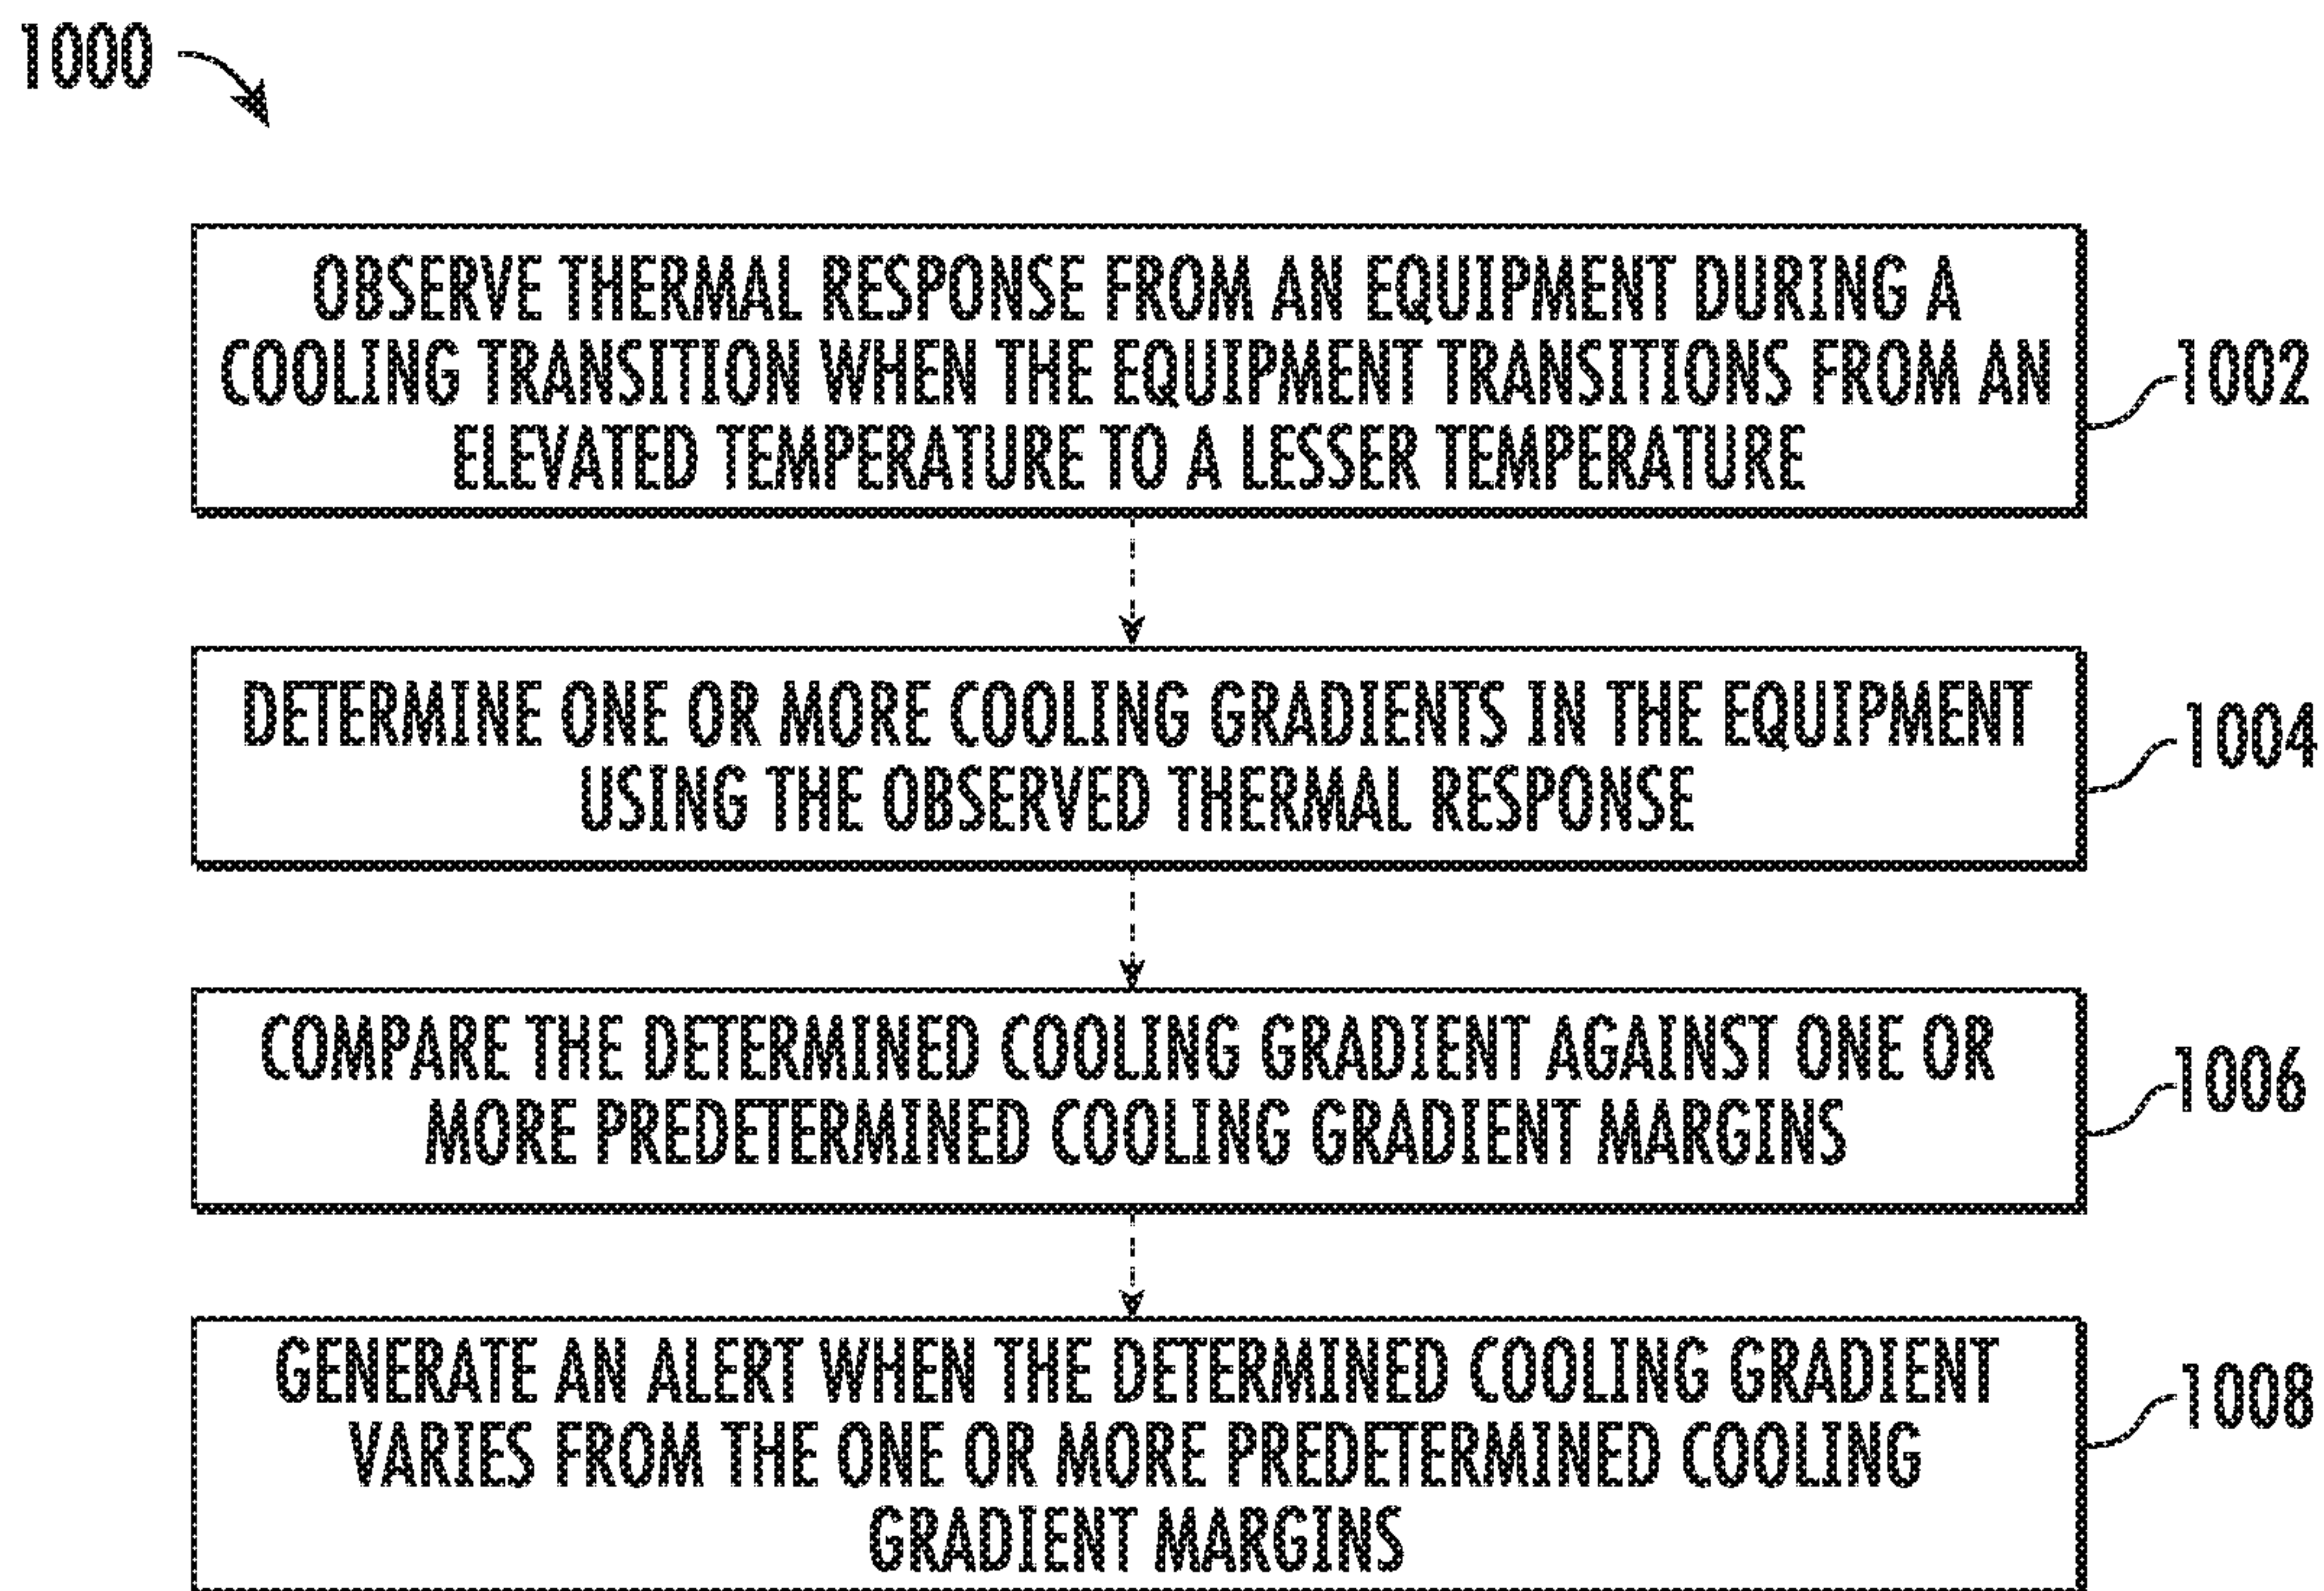 1000
OBSERVE THERMAL RESPONSE FROM AN EQUIPMENT DURING A
COOLING TRANSITION WHEN THE EQUIPMENT TRANSITIONS FROM AN
ELEVATED TEMPERATURE TO A LESSER TEMPERATURE
1002
DETERMINE ONE OR MORE COOLING GRADIENTS IN THE EQUIPMENT
USING THE OBSERVED THERMAL RESPONSE
1004
COMPARE THE DETERMINED COOLING GRADIENT AGAINST ONE OR
MORE PREDETERMINED COOLING GRADIENT MARGINS
1006
GENERATE AN ALERT WHEN THE DETERMINED COOLING GRADIENT
VARIES FROM THE ONE OR MORE PREDETERMINED COOLING
GRADIENT MARGINS
1008